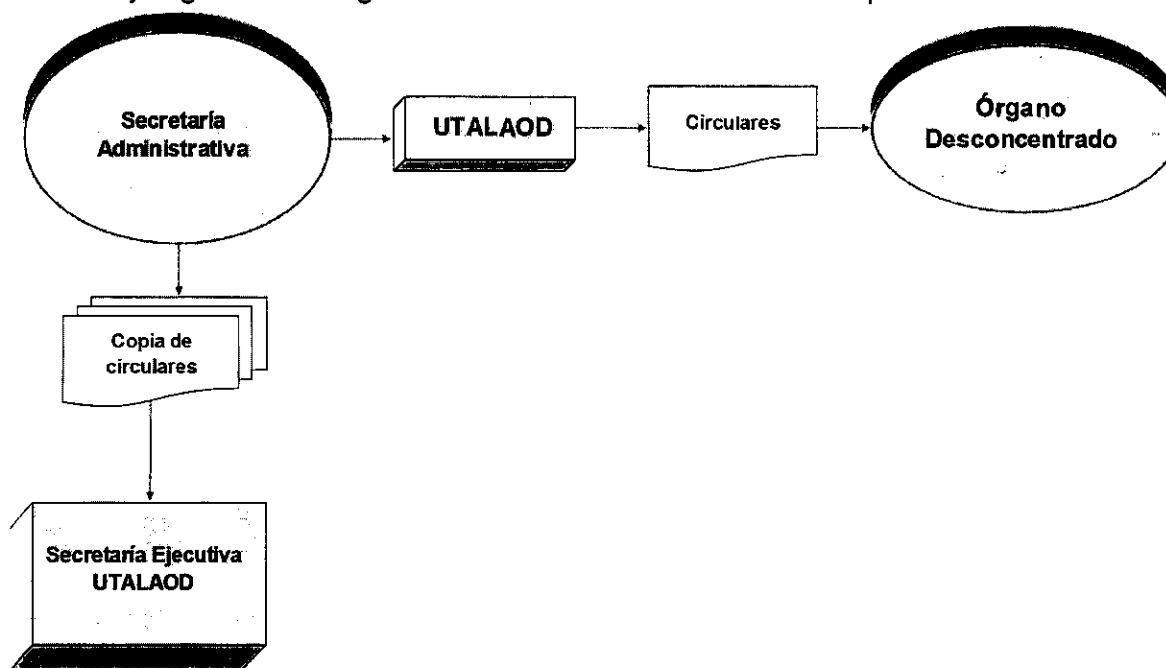 Secretaría
Administrativa
UTALAOD
Circulares
Órgano
Desconcentrado
Copia de
circulares
Secretaría Ejecutiva
UTALAOD